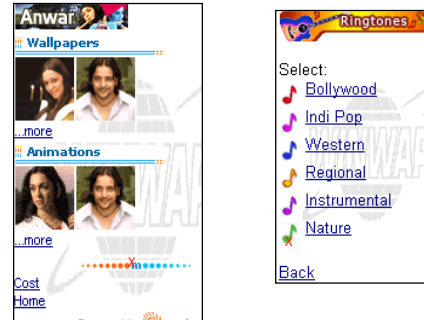 Anwar
Wallpapers
...more
Animations
...more
Cost
Home
Ringtones
Select:
Bollywood
Indi Pop
Western
Regional
Instrumental
Nature
Back